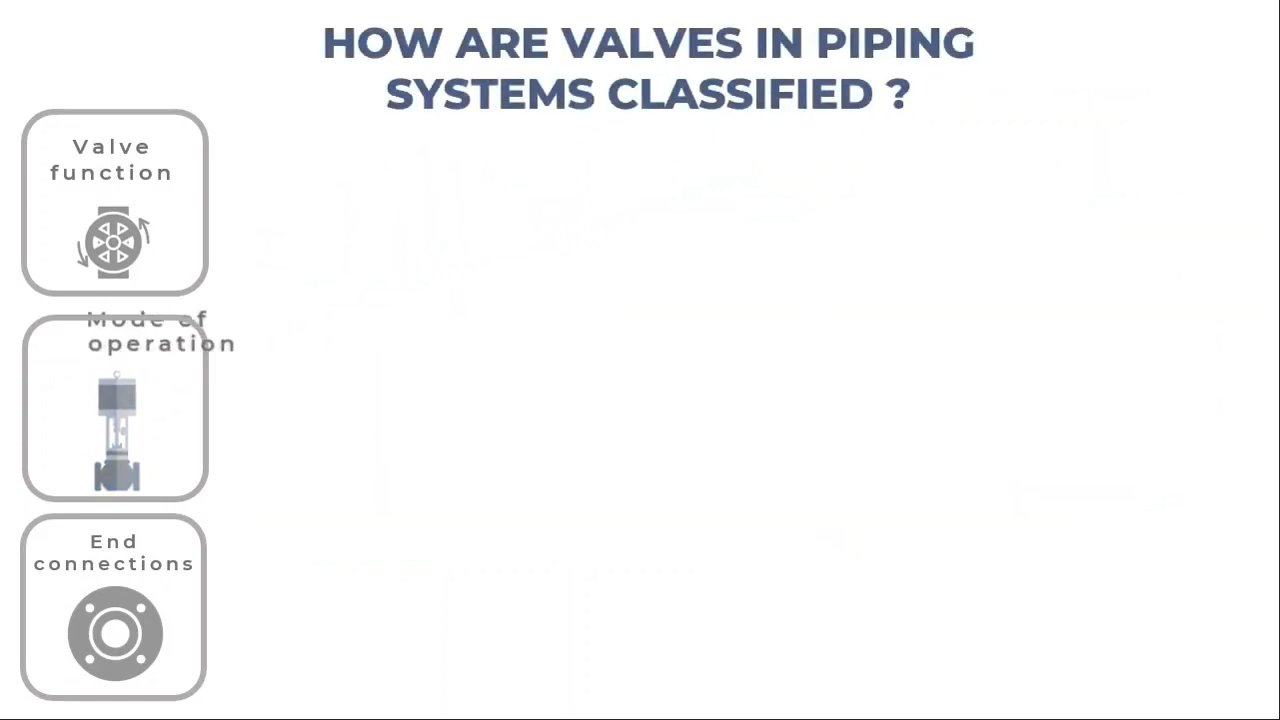 HOW ARE VALVES IN PIPING
SYSTEMS CLASSIFIED ?
Valve
function
Mode of
operation
End
connections